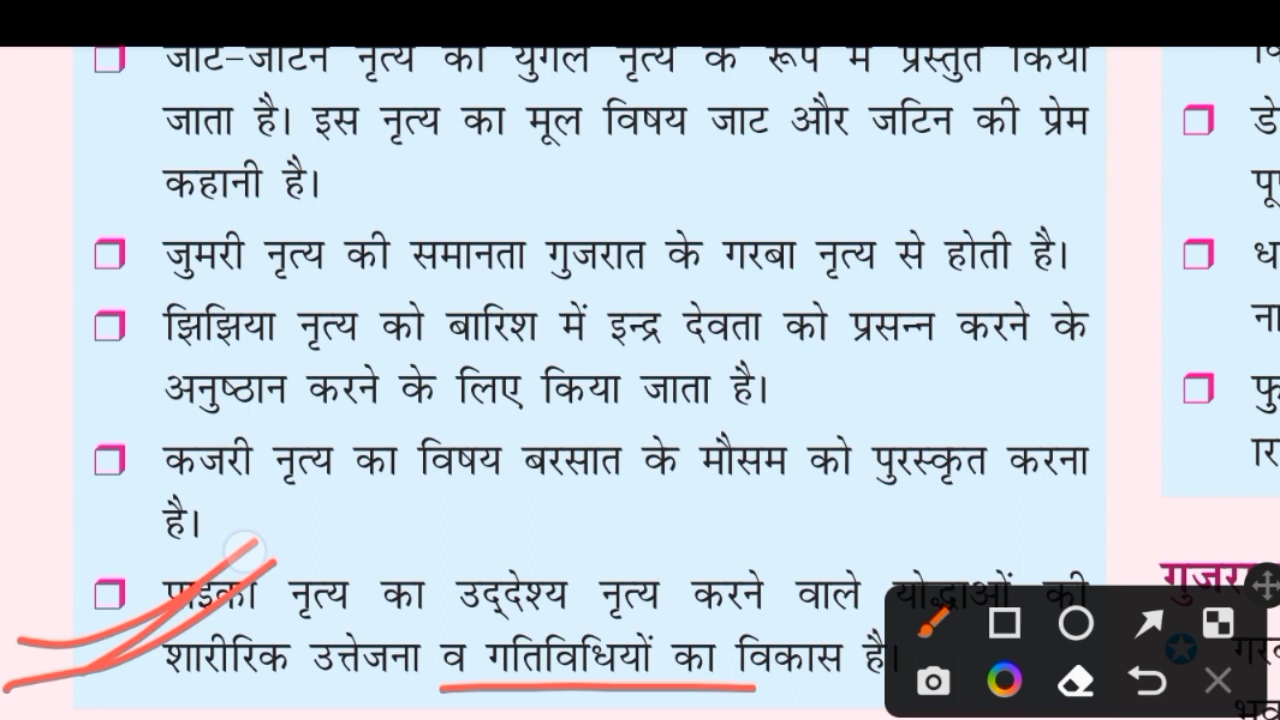 जाट-जाटिन नृत्य को युगल नृत्य के रूप में प्रस्तुत किया
जाता है। इस नृत्य का मूल विषय जाट और जटिन की प्रेम
कहानी है।
जुमरी नृत्य की समानता गुजरात के गरबा नृत्य से होती है।
झिझिया नृत्य को बारिश में इन्द्र देवता को प्रसन्न करने के
अनुष्ठान करने के लिए किया जाता है।
कजरी नृत्य का विषय बरसात के मौसम को पुरस्कृत करना
है।
पाइका नृत्य का उद्देश्य नृत्य करने वाले योद्धाओं की
शारीरिक उत्तेजना व गतिविधियों का विकास है।